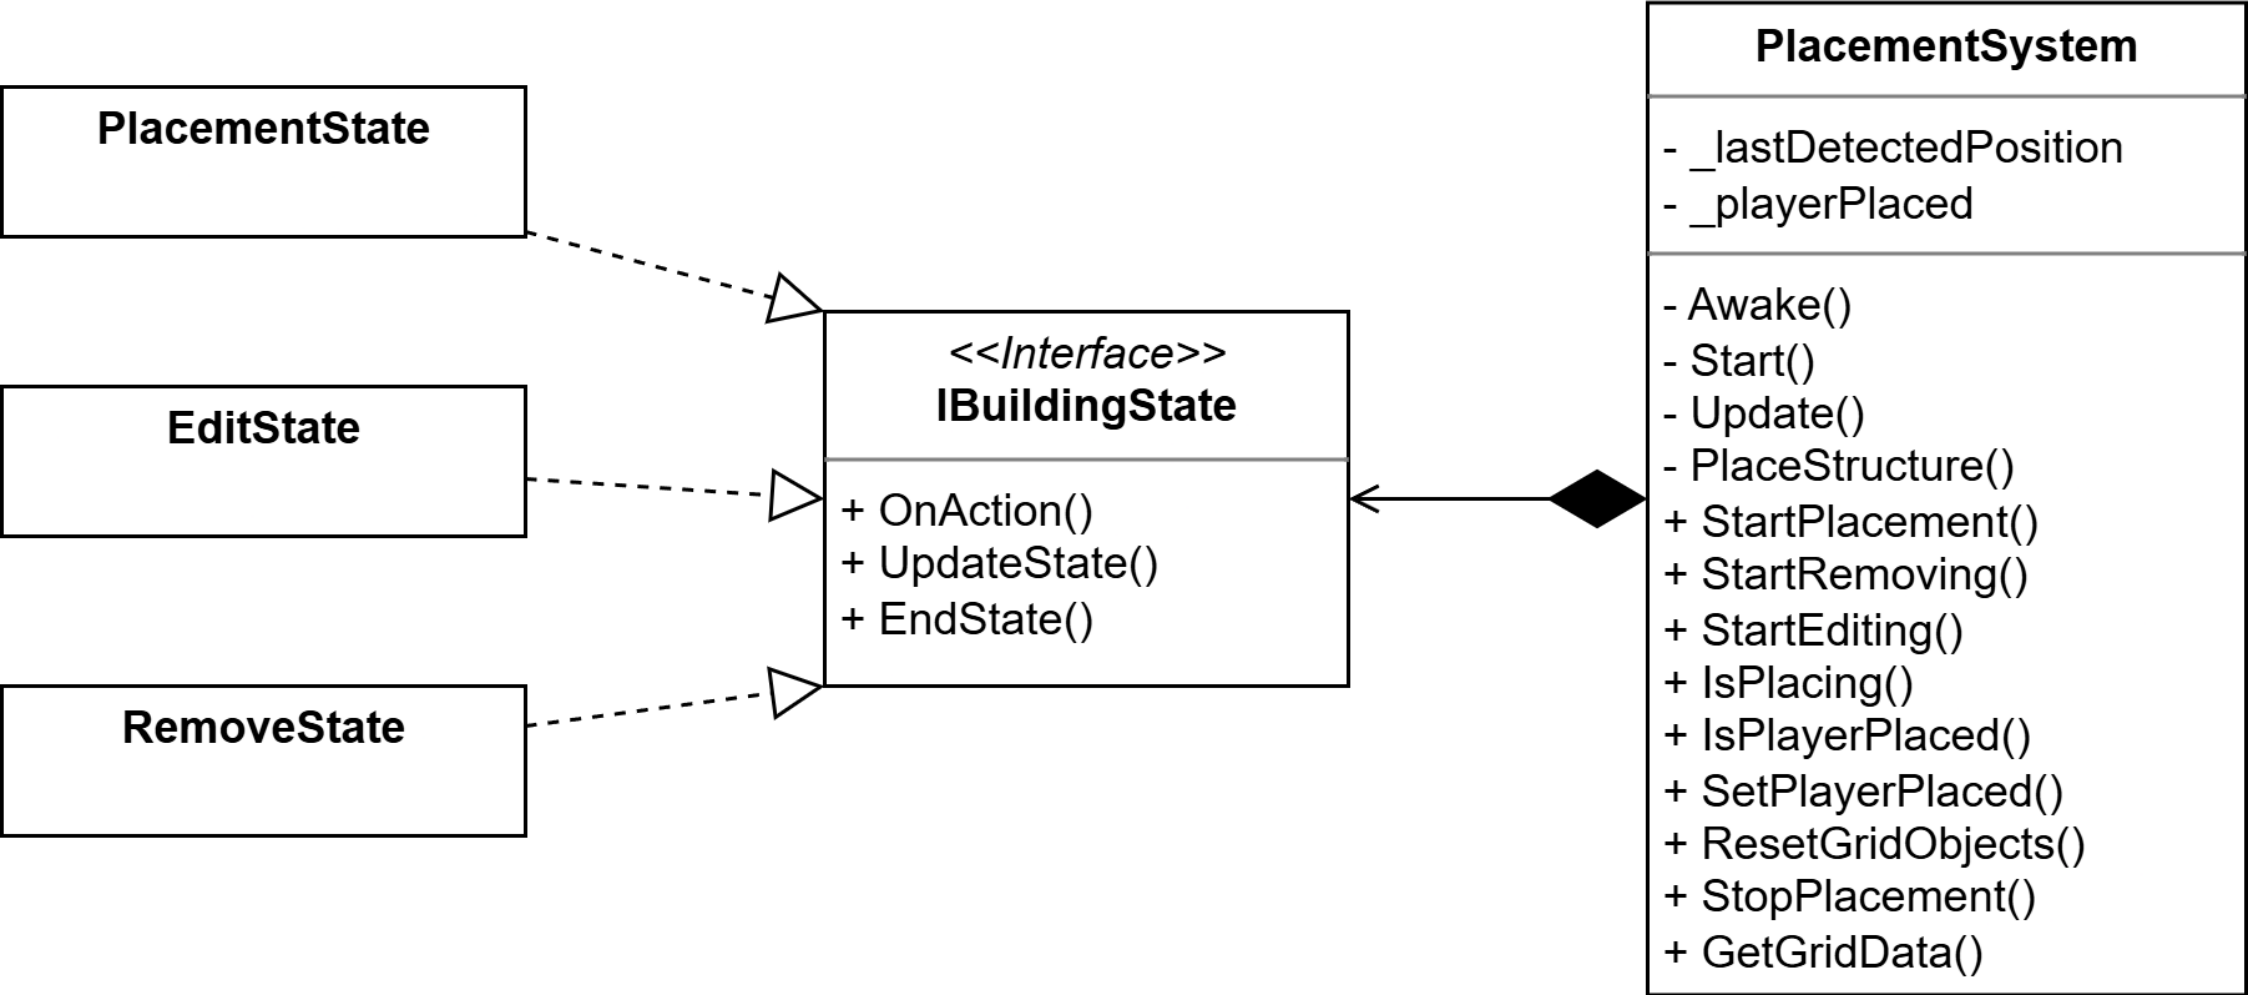 PlacementState
EditState
RemoveState
<<Interface>>
IBuildingState
+ OnAction()
+ UpdateState()
+ EndState()
PlacementSystem
- _lastDetectedPosition
- _playerPlaced
- Awake()
- Start()
- Update()
- PlaceStructure()
+ StartPlacement()
+ StartRemoving()
+ StartEditing()
+ IsPlacing()
+ IsPlayerPlaced()
+ SetPlayerPlaced()
+ ResetGridObjects()
+ StopPlacement()
+ GetGridData()